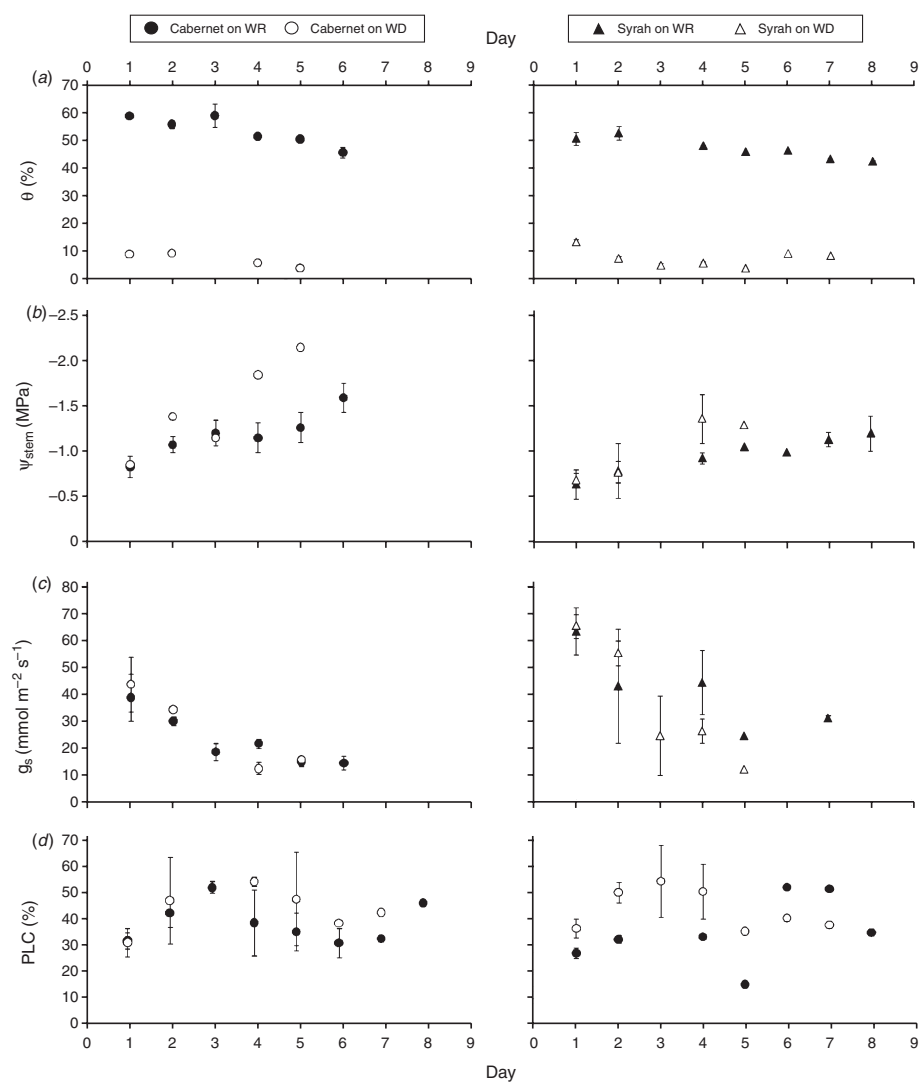 Cabernet on WR Cabernet on WD
Syrah on WR Syrah on WD
Day
0 1 2 3 4 5 6 7 8 9
0 1 2 3 4 5 6 7 8 9
(a)
θ (%)
70
60
50
40
30
20
10
0
(b)
Ψstem (MPa)
–2.5
–2.0
–1.5
–1.0
–0.5
0
(c)
gs (mmol m–2 s–1)
80
70
60
50
40
30
20
10
0
(d)
PLC (%)
70
60
50
40
30
20
10
0
0 1 2 3 4 5 6 7 8 9
0 1 2 3 4 5 6 7 8 9
Day